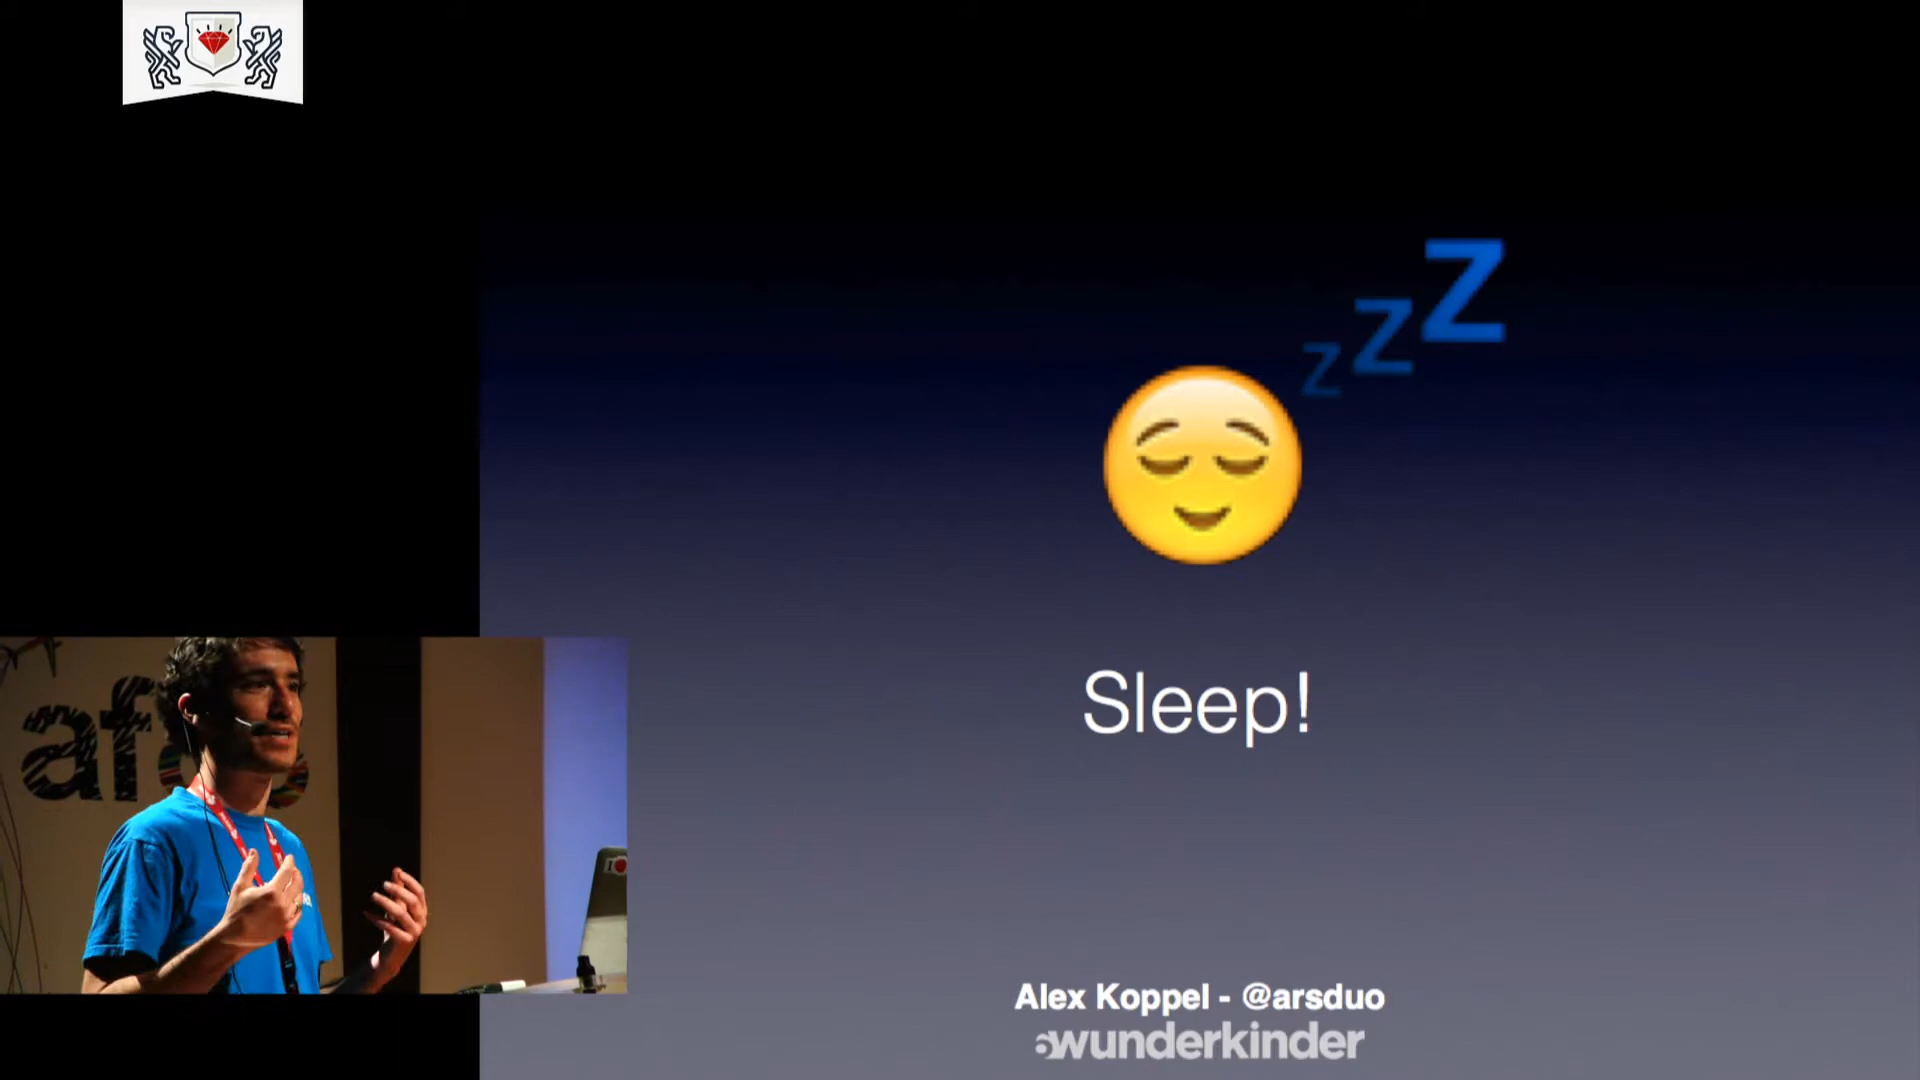 z z Z
Sleep!
Alex Koppel - @arsduo
6wunderkinder